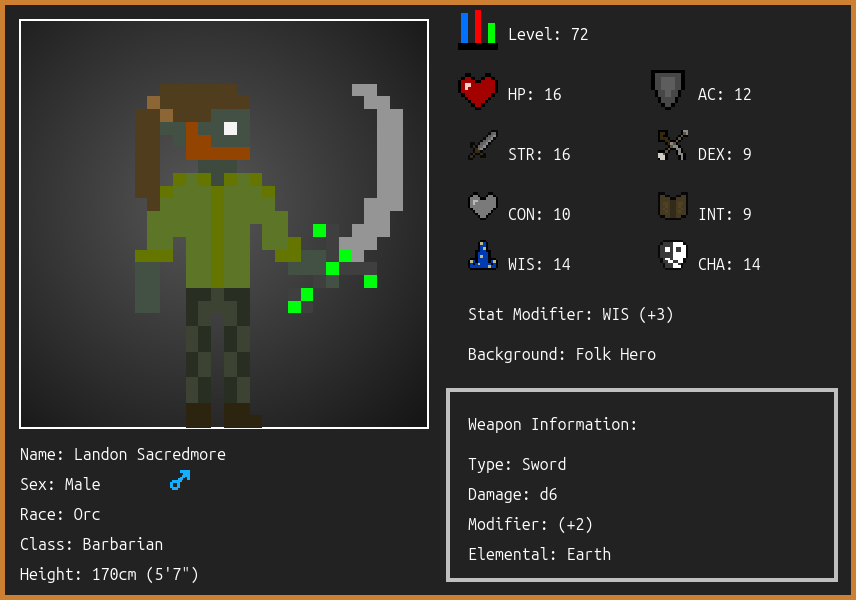 Level: 72
HP: 16
AC: 12
STR: 16
DEX: 9
CON: 10
INT: 9
WIS: 14
CHA: 14
Stat Modifier: WIS (+3)
Background: Folk Hero
Weapon Information:
Type: Sword
Damage: d6
Modifier: (+2)
Elemental: Earth
Name: Landon Sacredmore
Sex: Male
Race: Orc
Class: Barbarian
Height: 170cm (5'7")